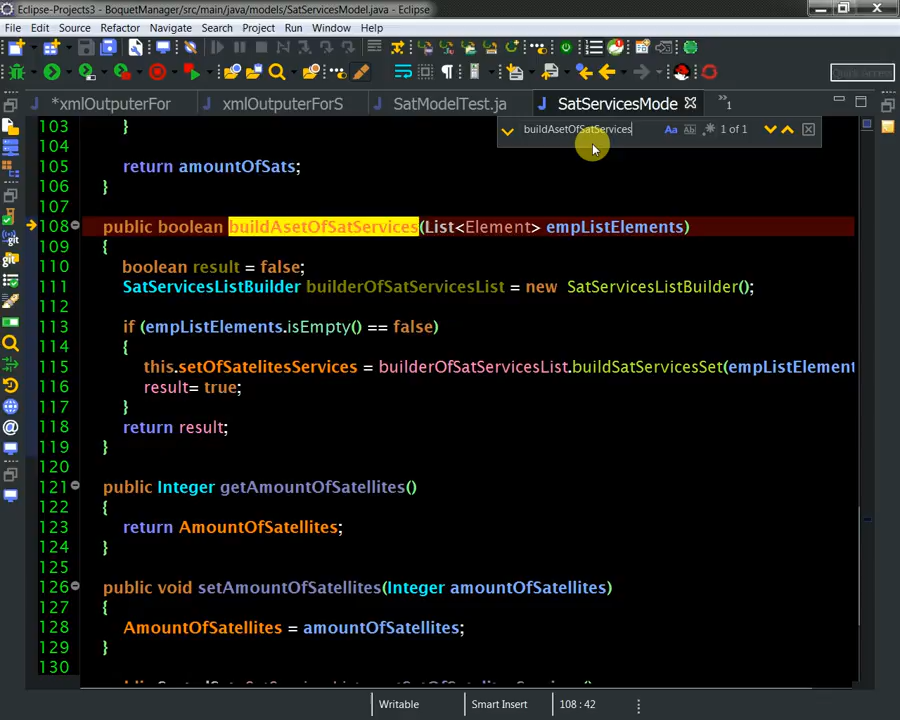 Eclipse-Projects3 - BoquetManager/src/main/java/models/SatServicesModel.java - Eclipse
File Edit Source Refactor Navigate Search Project Run Window Help
Quick Access
*xmlOutputerFor xmlOutputerForS SatModelTest.ja SatServicesMode »1
buildAsetOfSatServices Aa Ab .* 1 of 1
103 }
104
105 return amountOfSats;
106 }
107
108 public boolean buildAsetOfSatServices(List<Element> empListElements)
109 {
110 boolean result = false;
111 SatServicesListBuilder builderOfSatServicesList = new SatServicesListBuilder();
112
113 if (empListElements.isEmpty() == false)
114 {
115 this.setOfSatelitesServices = builderOfSatServicesList.buildSatServicesSet(empListElement
116 result= true;
117 }
118 return result;
119 }
120
121 public Integer getAmountOfSatellites()
122 {
123 return AmountOfSatellites;
124 }
125
126 public void setAmountOfSatellites(Integer amountOfSatellites)
127 {
128 AmountOfSatellites = amountOfSatellites;
129 }
130
Writable Smart Insert 108 : 42